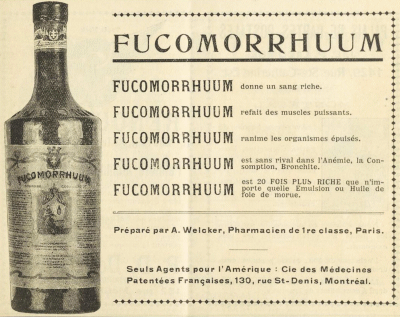 FUCOMORRHUUM
FUCOMORRHUUM donne un sang riche.
FUCOMORRHUUM refait des muscles puissants.
FUCOMORRHUUM ranime les organismes épuisés.
FUCOMORRHUUM est sans rival dans l'Anémie, la Con-
somption, Bronchite.
FUCOMORRHUUM est 20 FOIS PLUS RICHE que n'im-
porte quelle Emulsion ou Huile de
foie de morue.
Préparé par A. Welcker, Pharmacien de 1re classe, Paris.
Seuls Agents pour l'Amérique : Cie des Médecines
Patentées Françaises, 130, rue St-Denis, Montréal.
FUCOMORRHUUM